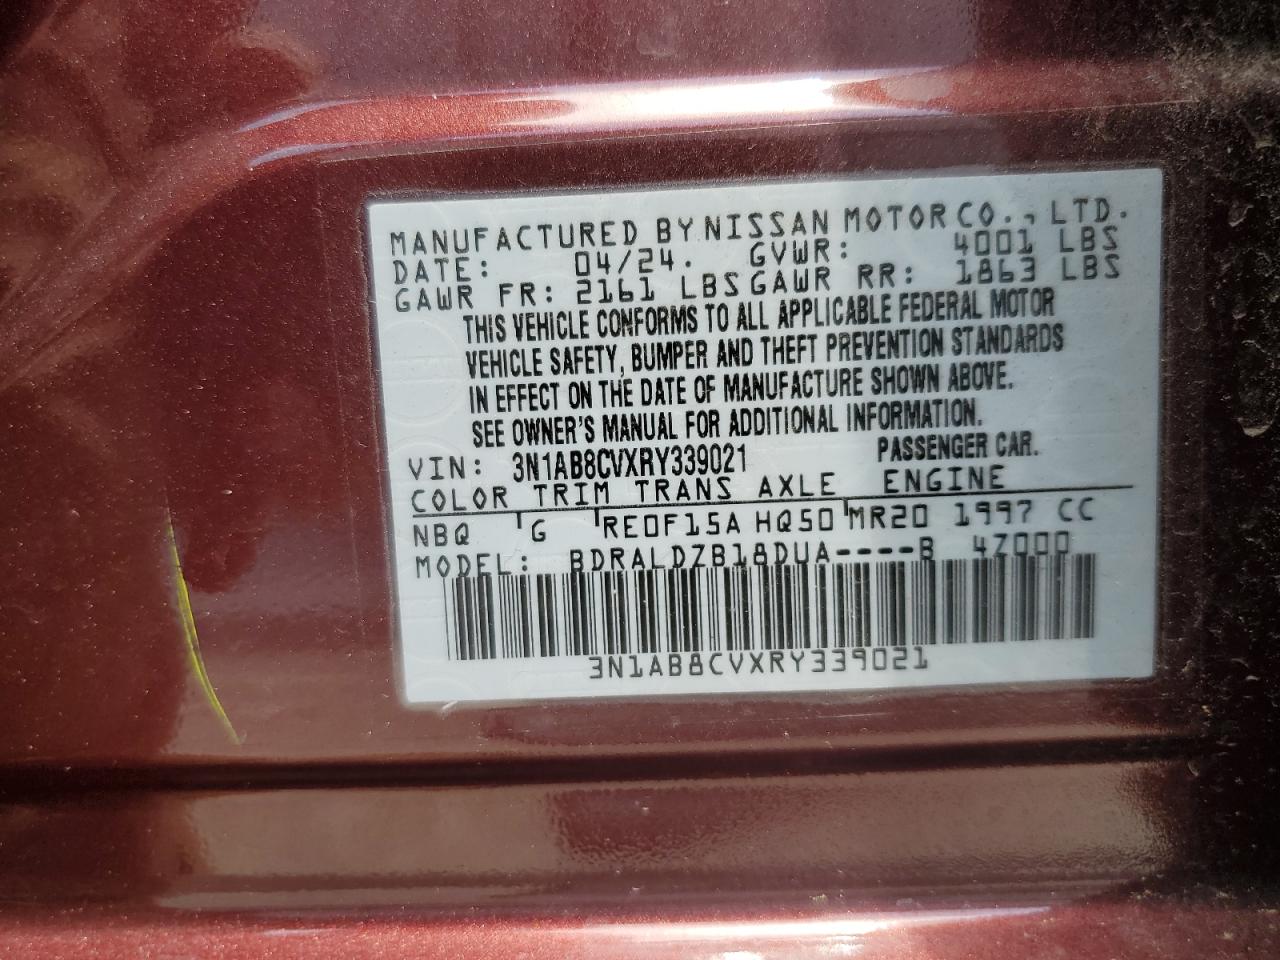 MANUFACTURED BY NISSAN MOTOR CO., LTD.
DATE: 04/24. GVWR: 4001 LBS
GAWR FR: 2161 LBS GAWR RR: 1863 LBS
THIS VEHICLE CONFORMS TO ALL APPLICABLE FEDERAL MOTOR
VEHICLE SAFETY, BUMPER AND THEFT PREVENTION STANDARDS
IN EFFECT ON THE DATE OF MANUFACTURE SHOWN ABOVE.
SEE OWNER'S MANUAL FOR ADDITIONAL INFORMATION.
VIN: 3N1AB8CVXRY339021 PASSENGER CAR.
COLOR TRIM TRANS AXLE ENGINE
NBQ G RE0F15A HQ50 MR20 1997 CC
MODEL: BDRALDZB18DUA----B 4Z000
3N1AB8CVXRY339021